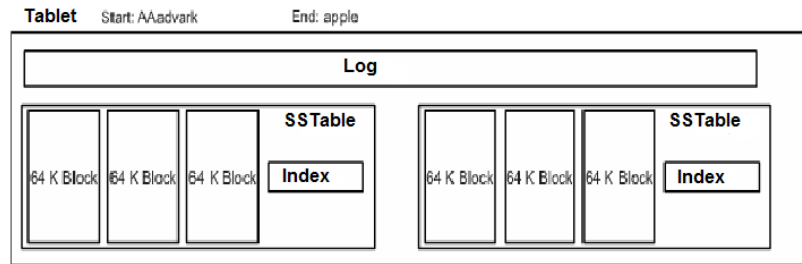 Tablet Start: AAadvark End: apple
Log
SSTable SSTable
64 K Block 64 K Block 64 K Block Index 64 K Block 64 K Block 64 K Block Index